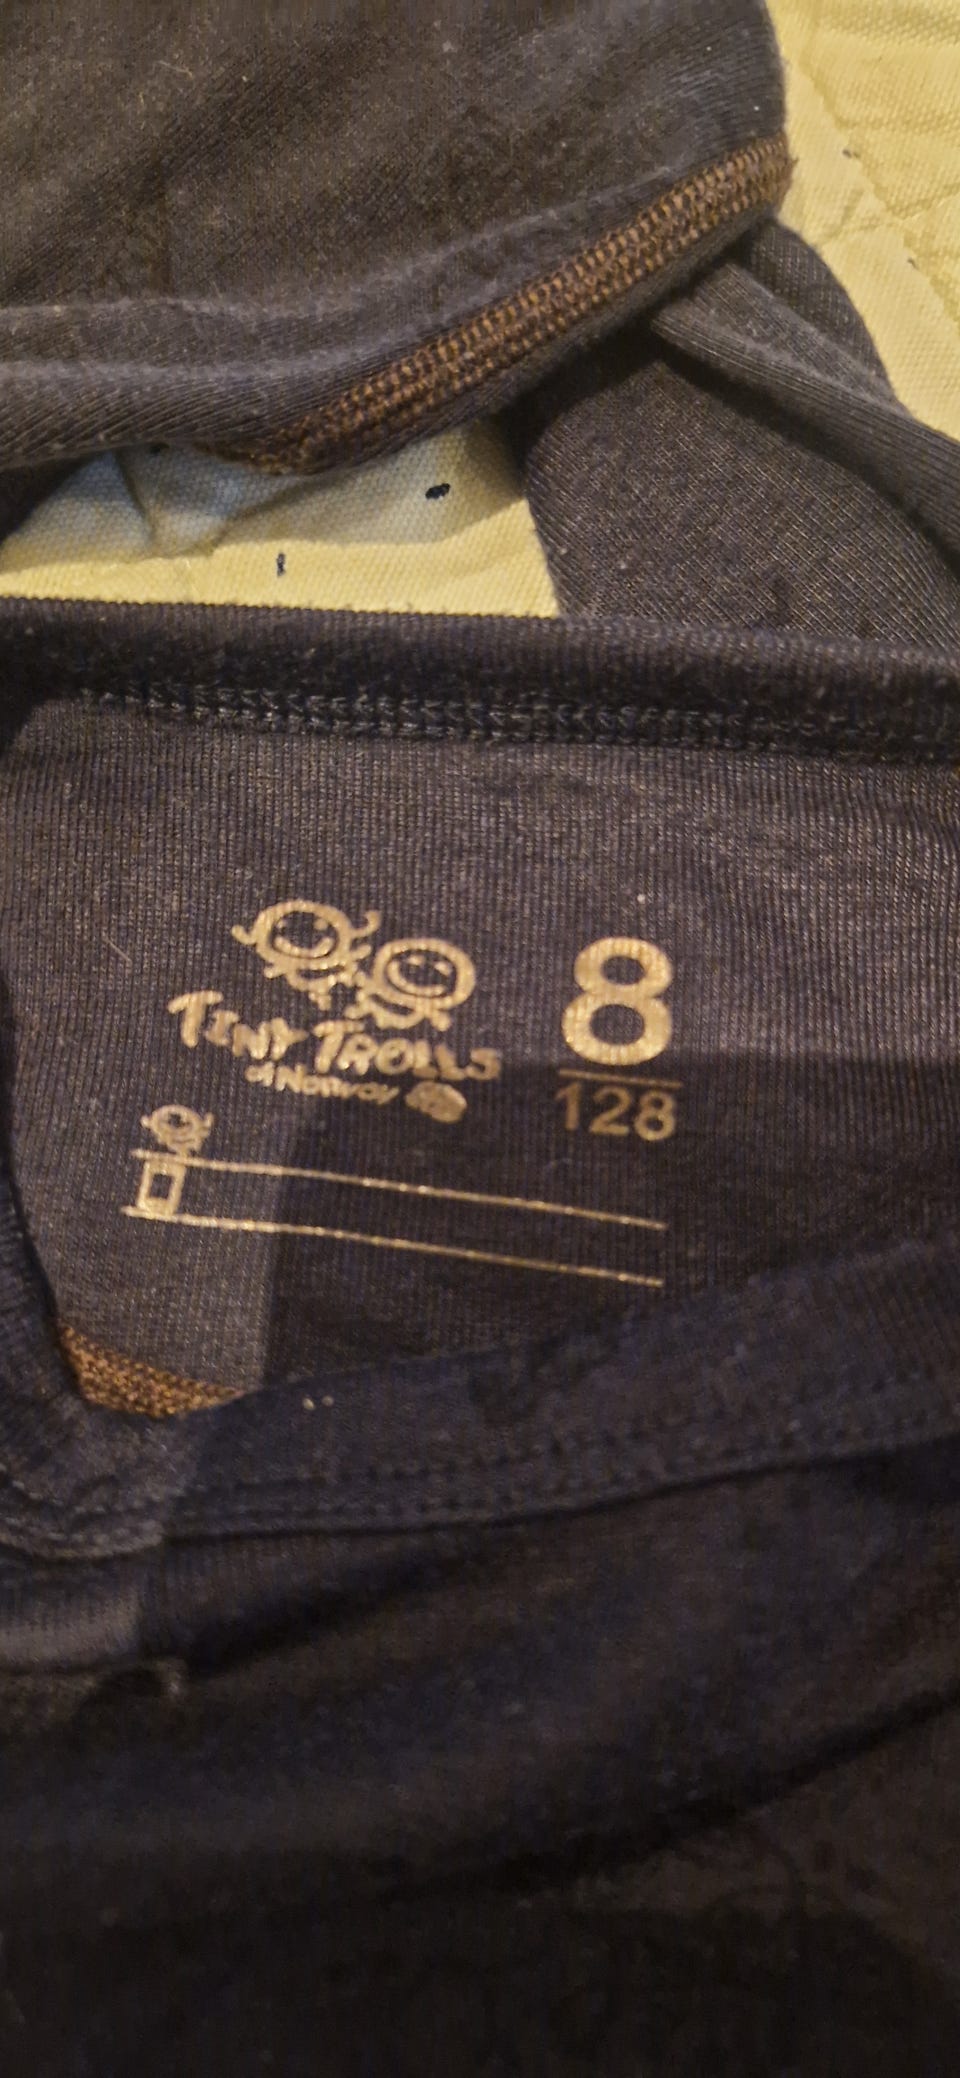 TINY TROLLS
of Norway
8
128